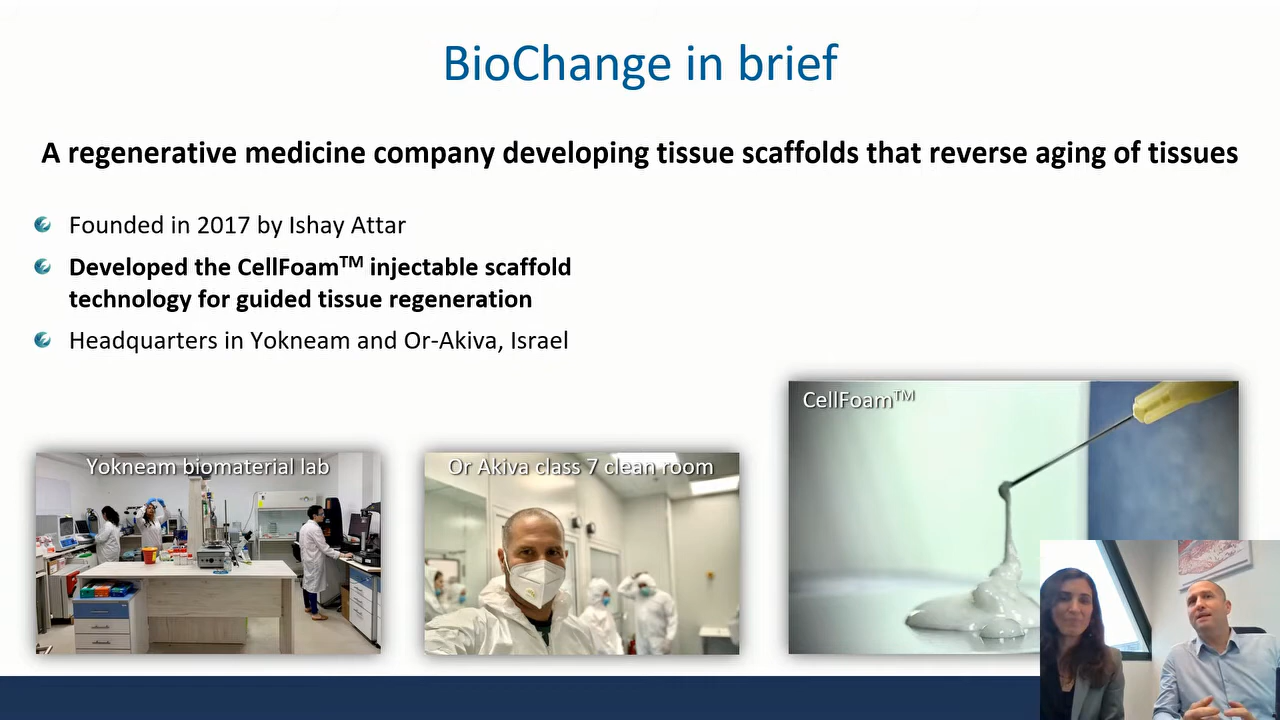 BioChange in brief
A regenerative medicine company developing tissue scaffolds that reverse aging of tissues
Founded in 2017 by Ishay Attar
Developed the CellFoam™ injectable scaffold
technology for guided tissue regeneration
Headquarters in Yokneam and Or-Akiva, Israel
CellFoam™
Yokneam biomaterial lab
Or Akiva class 7 clean room